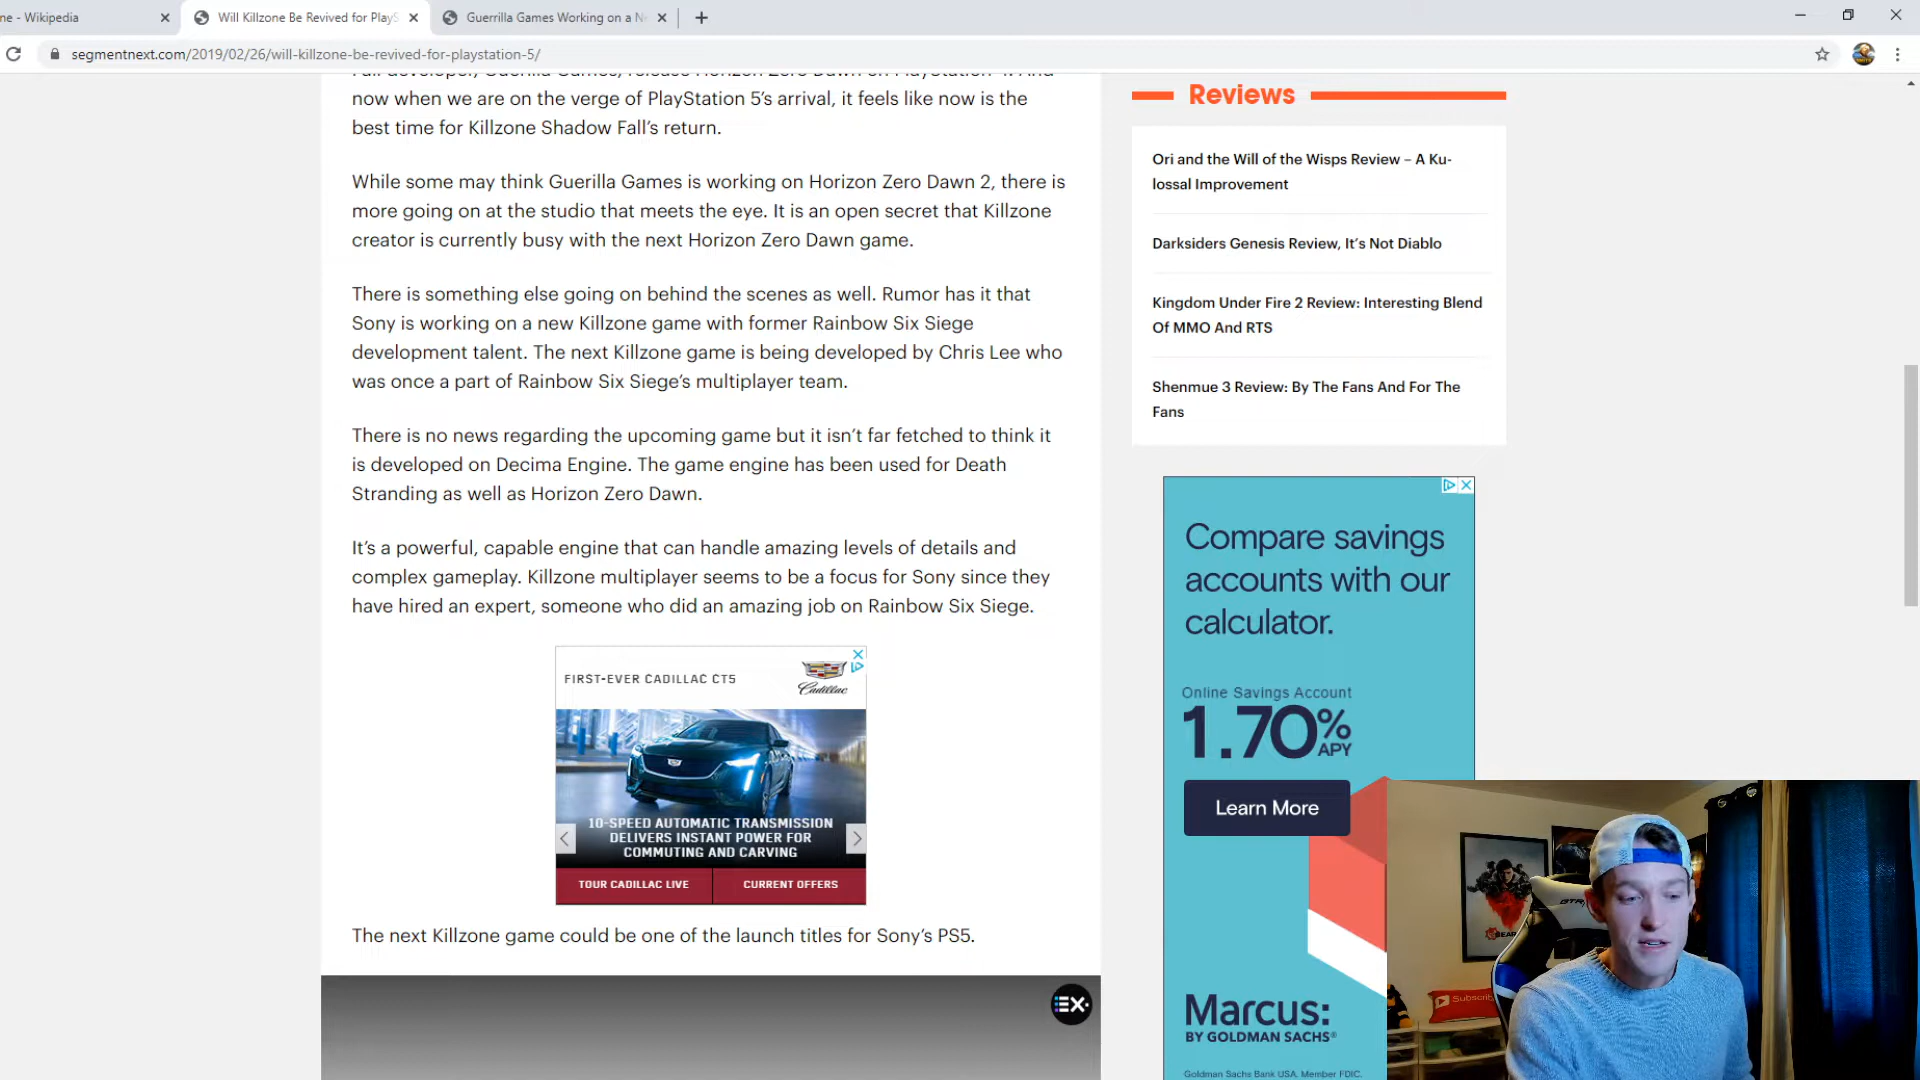 ne - Wikipedia
Will Killzone Be Revived for PlayS
Guerrilla Games Working on a N
segmentnext.com/2019/02/26/will-killzone-be-revived-for-playstation-5/
now when we are on the verge of PlayStation 5's arrival, it feels like now is the
best time for Killzone Shadow Fall's return.
While some may think Guerilla Games is working on Horizon Zero Dawn 2, there is
more going on at the studio that meets the eye. It is an open secret that Killzone
creator is currently busy with the next Horizon Zero Dawn game.
There is something else going on behind the scenes as well. Rumor has it that
Sony is working on a new Killzone game with former Rainbow Six Siege
development talent. The next Killzone game is being developed by Chris Lee who
was once a part of Rainbow Six Siege's multiplayer team.
There is no news regarding the upcoming game but it isn't far fetched to think it
is developed on Decima Engine. The game engine has been used for Death
Stranding as well as Horizon Zero Dawn.
It's a powerful, capable engine that can handle amazing levels of details and
complex gameplay. Killzone multiplayer seems to be a focus for Sony since they
have hired an expert, someone who did an amazing job on Rainbow Six Siege.
FIRST-EVER CADILLAC CT5
Cadillac
10-SPEED AUTOMATIC TRANSMISSION
DELIVERS INSTANT POWER FOR
COMMUTING AND CARVING
TOUR CADILLAC LIVE
CURRENT OFFERS
The next Killzone game could be one of the launch titles for Sony's PS5.
EX
Reviews
Ori and the Will of the Wisps Review – A Ku-
lossal Improvement
Darksiders Genesis Review, It's Not Diablo
Kingdom Under Fire 2 Review: Interesting Blend
Of MMO And RTS
Shenmue 3 Review: By The Fans And For The
Fans
Compare savings
accounts with our
calculator.
Online Savings Account
1.70% APY
Learn More
Marcus:
BY GOLDMAN SACHS®
Goldman Sachs Bank USA. Member FDIC.
GEAR
GTR
Subscrib